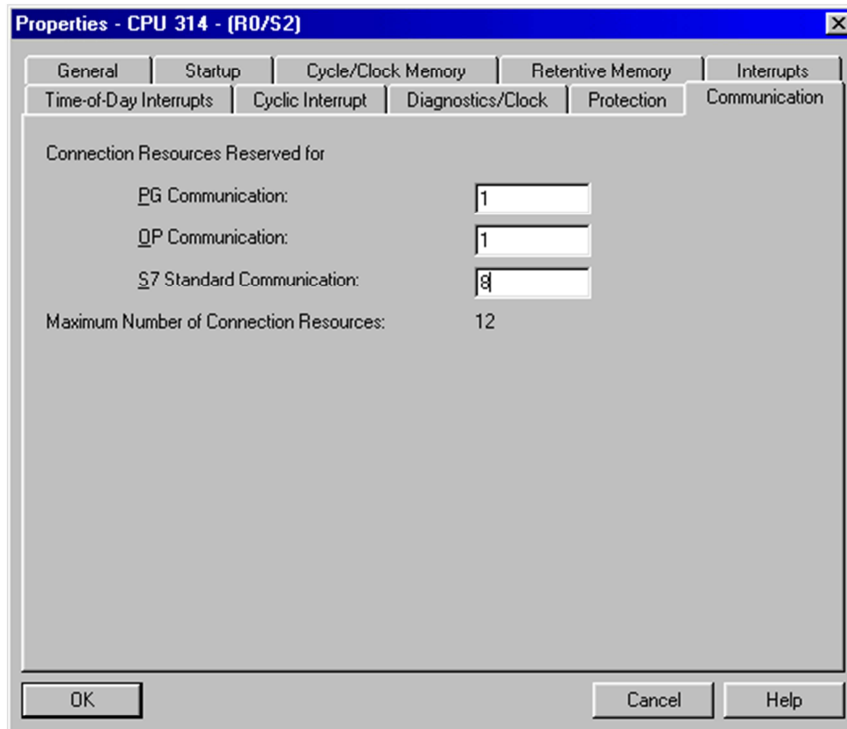 Properties - CPU 314 - (R0/S2)
General Startup Cycle/Clock Memory Retentive Memory Interrupts
Time-of-Day Interrupts Cyclic Interrupt Diagnostics/Clock Protection Communication
Connection Resources Reserved for
PG Communication: 1
OP Communication: 1
S7 Standard Communication: 8
Maximum Number of Connection Resources: 12
OK Cancel Help